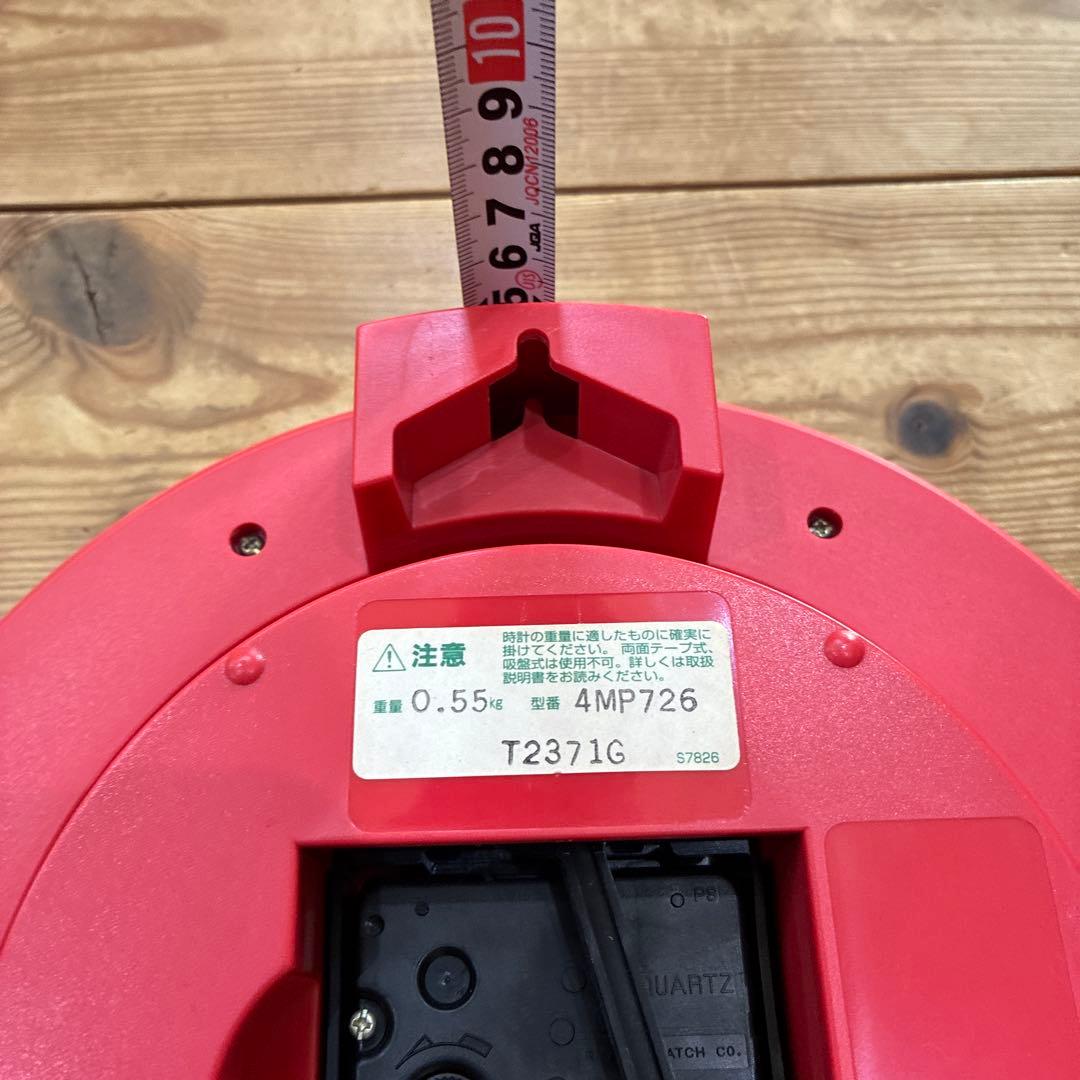 10
9
8
7
6
5
JQCN12006
JQA
JIS
注意
時計の重量に適したものに確実に
掛けてください。両面テープ式、
吸盤式は使用不可。詳しくは取扱
説明書をお読みください。
重量 0.55kg 型番 4MP726
T2371G S7826
QUARTZ
ATCH CO.